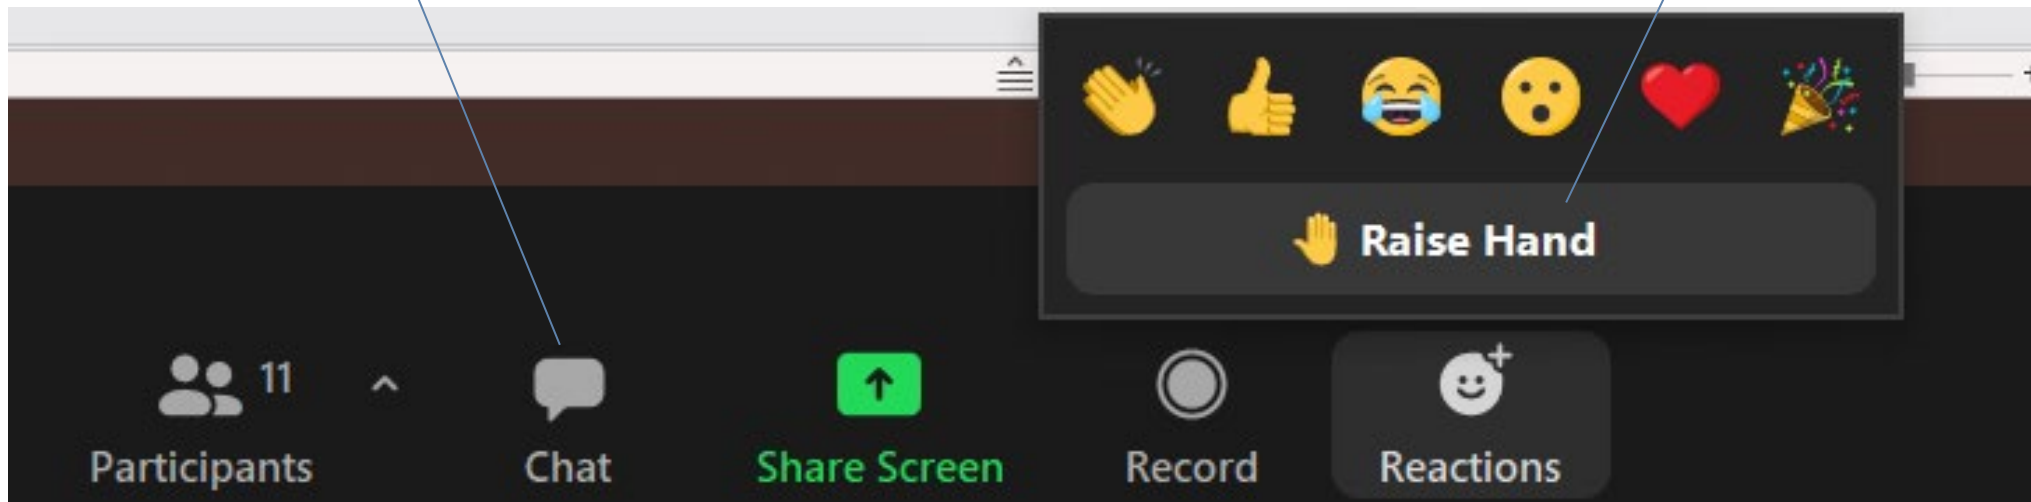 Raise Hand
11
Participants
Chat
Share Screen
Record
Reactions